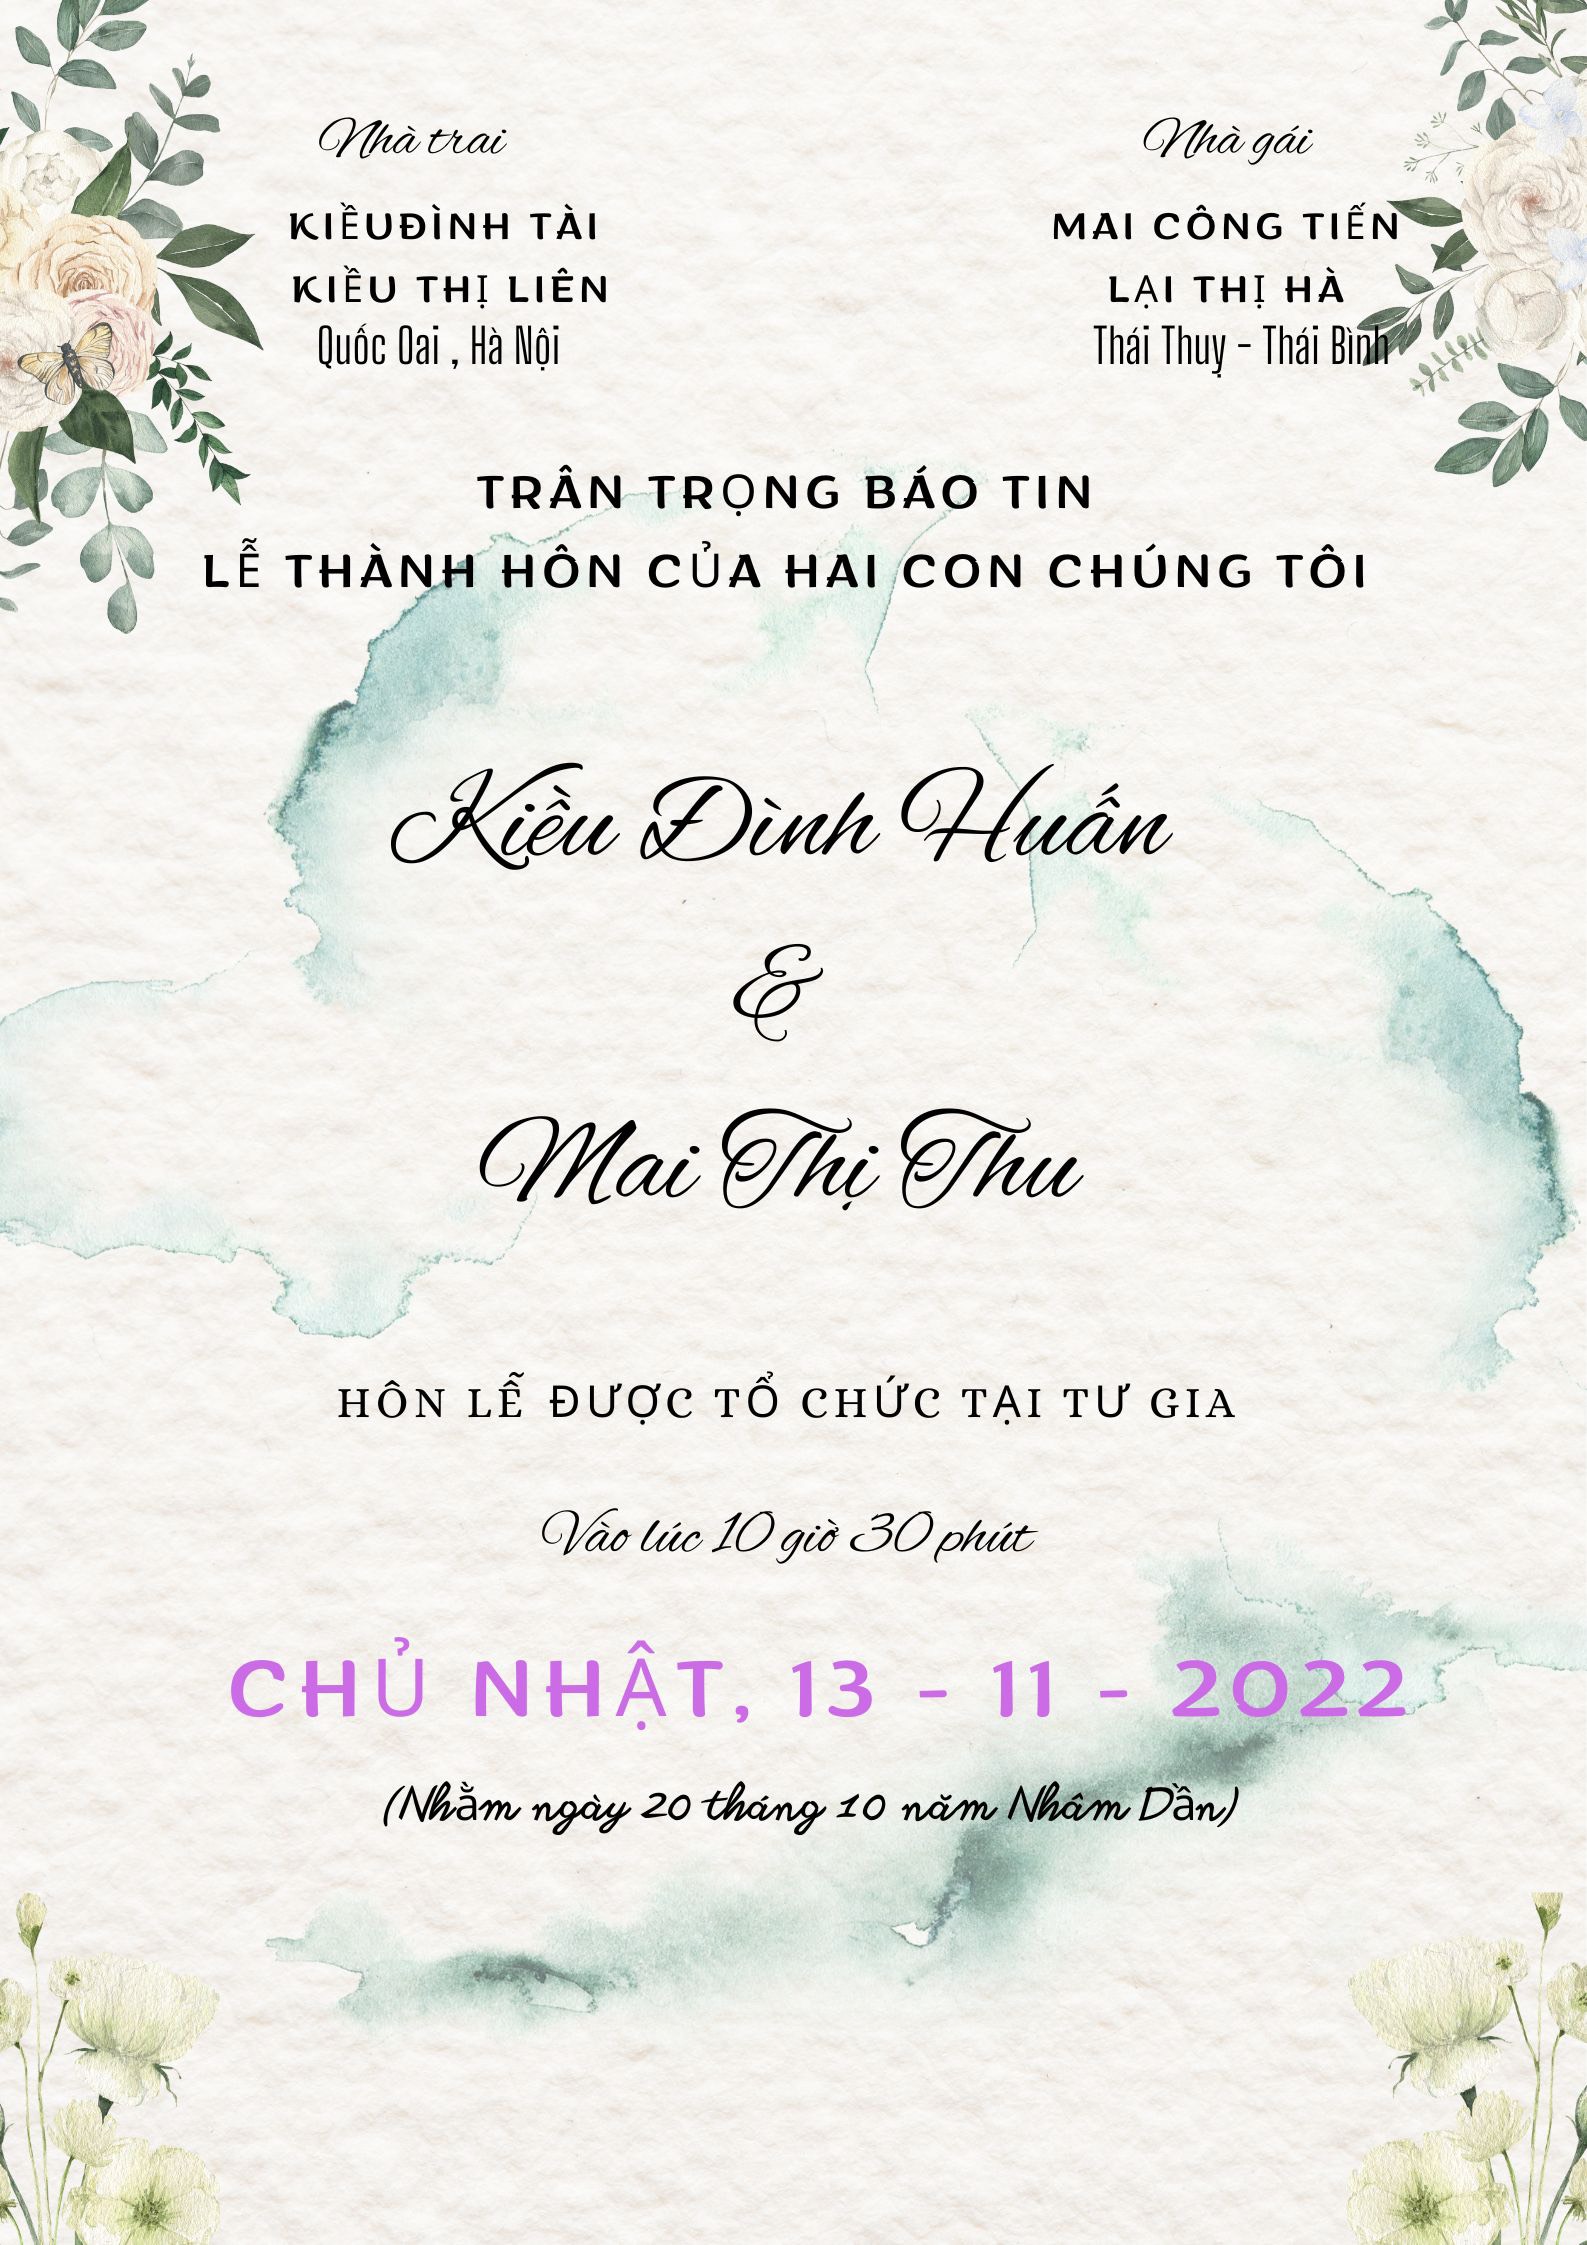 Nhà trai
KIỀUĐÌNH TÀI
KIỀU THỊ LIÊN
Quốc Oai , Hà Nội
Nhà gái
MAI CÔNG TIẾN
LẠI THỊ HÀ
Thái Thuỵ - Thái Bình
TRÂN TRỌNG BÁO TIN
LỄ THÀNH HÔN CỦA HAI CON CHÚNG TÔI
Kiều Đình Huấn
&
Mai Thị Thu
HÔN LỄ ĐƯỢC TỔ CHỨC TẠI TƯ GIA
Vào lúc 10 giờ 30 phút
CHỦ NHẬT, 13 - 11 - 2022
(Nhằm ngày 20 tháng 10 năm Nhâm Dần)